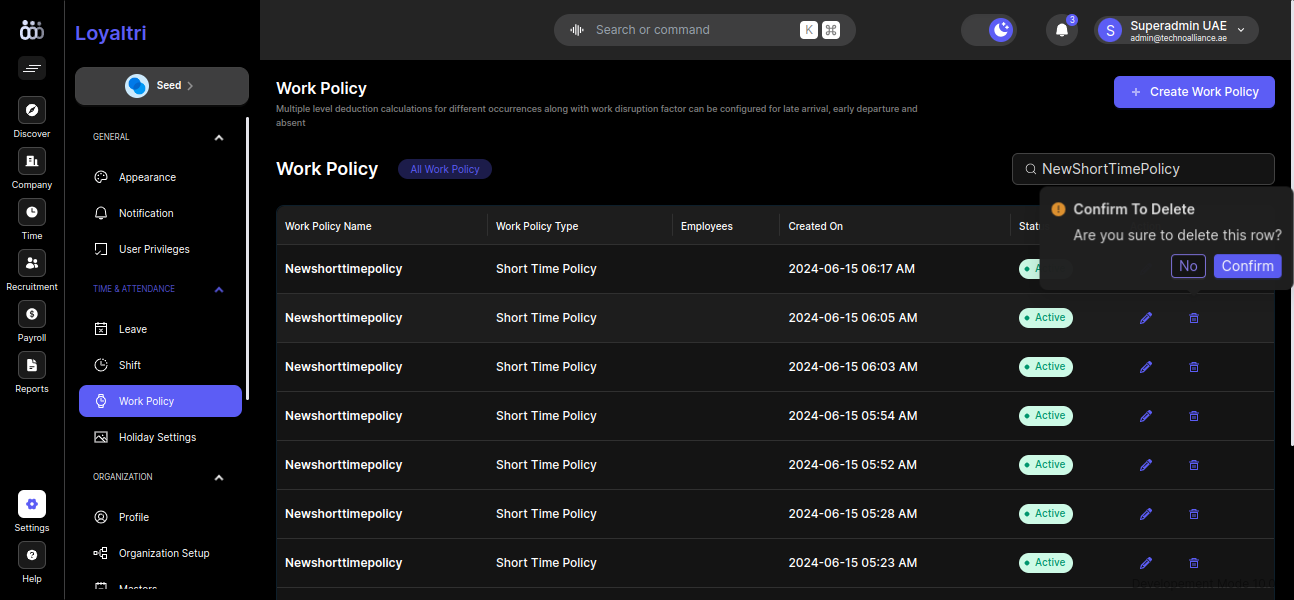 Loyaltri
Search or command
K
⌘
3
S
Superadmin UAE
admin@technoalliance.ae
Discover
Company
Time
Recruitment
Payroll
Reports
Settings
Help
Seed
GENERAL
Appearance
Notification
User Privileges
TIME & ATTENDANCE
Leave
Shift
Work Policy
Holiday Settings
ORGANIZATION
Profile
Organization Setup
Masters
Work Policy
Multiple level deduction calculations for different occurrences along with work disruption factor can be configured for late arrival, early departure and
absent
+ Create Work Policy
Work Policy
All Work Policy
NewShortTimePolicy
Confirm To Delete
Are you sure to delete this row?
No
Confirm
Work Policy Name Work Policy Type Employees Created On
Newshorttimepolicy Short Time Policy 2024-06-15 06:17 AM
Newshorttimepolicy Short Time Policy 2024-06-15 06:05 AM Active
Newshorttimepolicy Short Time Policy 2024-06-15 06:03 AM Active
Newshorttimepolicy Short Time Policy 2024-06-15 05:54 AM Active
Newshorttimepolicy Short Time Policy 2024-06-15 05:52 AM Active
Newshorttimepolicy Short Time Policy 2024-06-15 05:28 AM Active
Newshorttimepolicy Short Time Policy 2024-06-15 05:23 AM Active